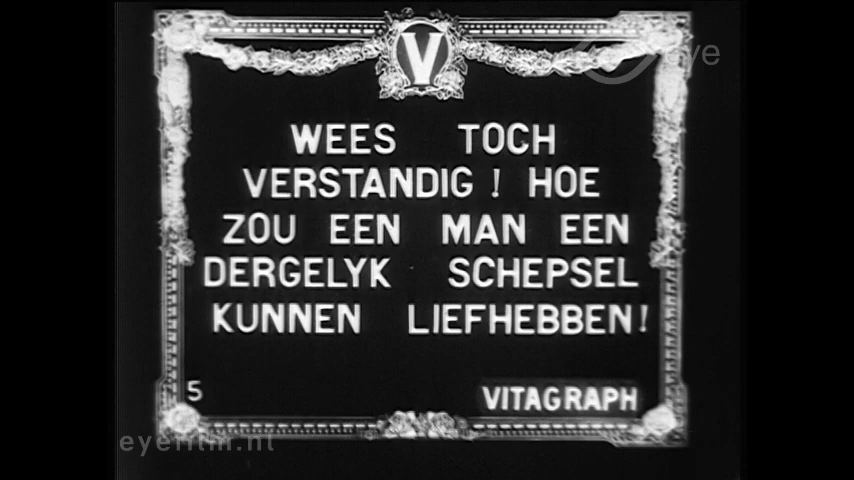 V
eye
WEES TOCH
VERSTANDIG! HOE
ZOU EEN MAN EEN
DERGELYK SCHEPSEL
KUNNEN LIEFHEBBEN!
5
VITAGRAPH
eyefilm.nl